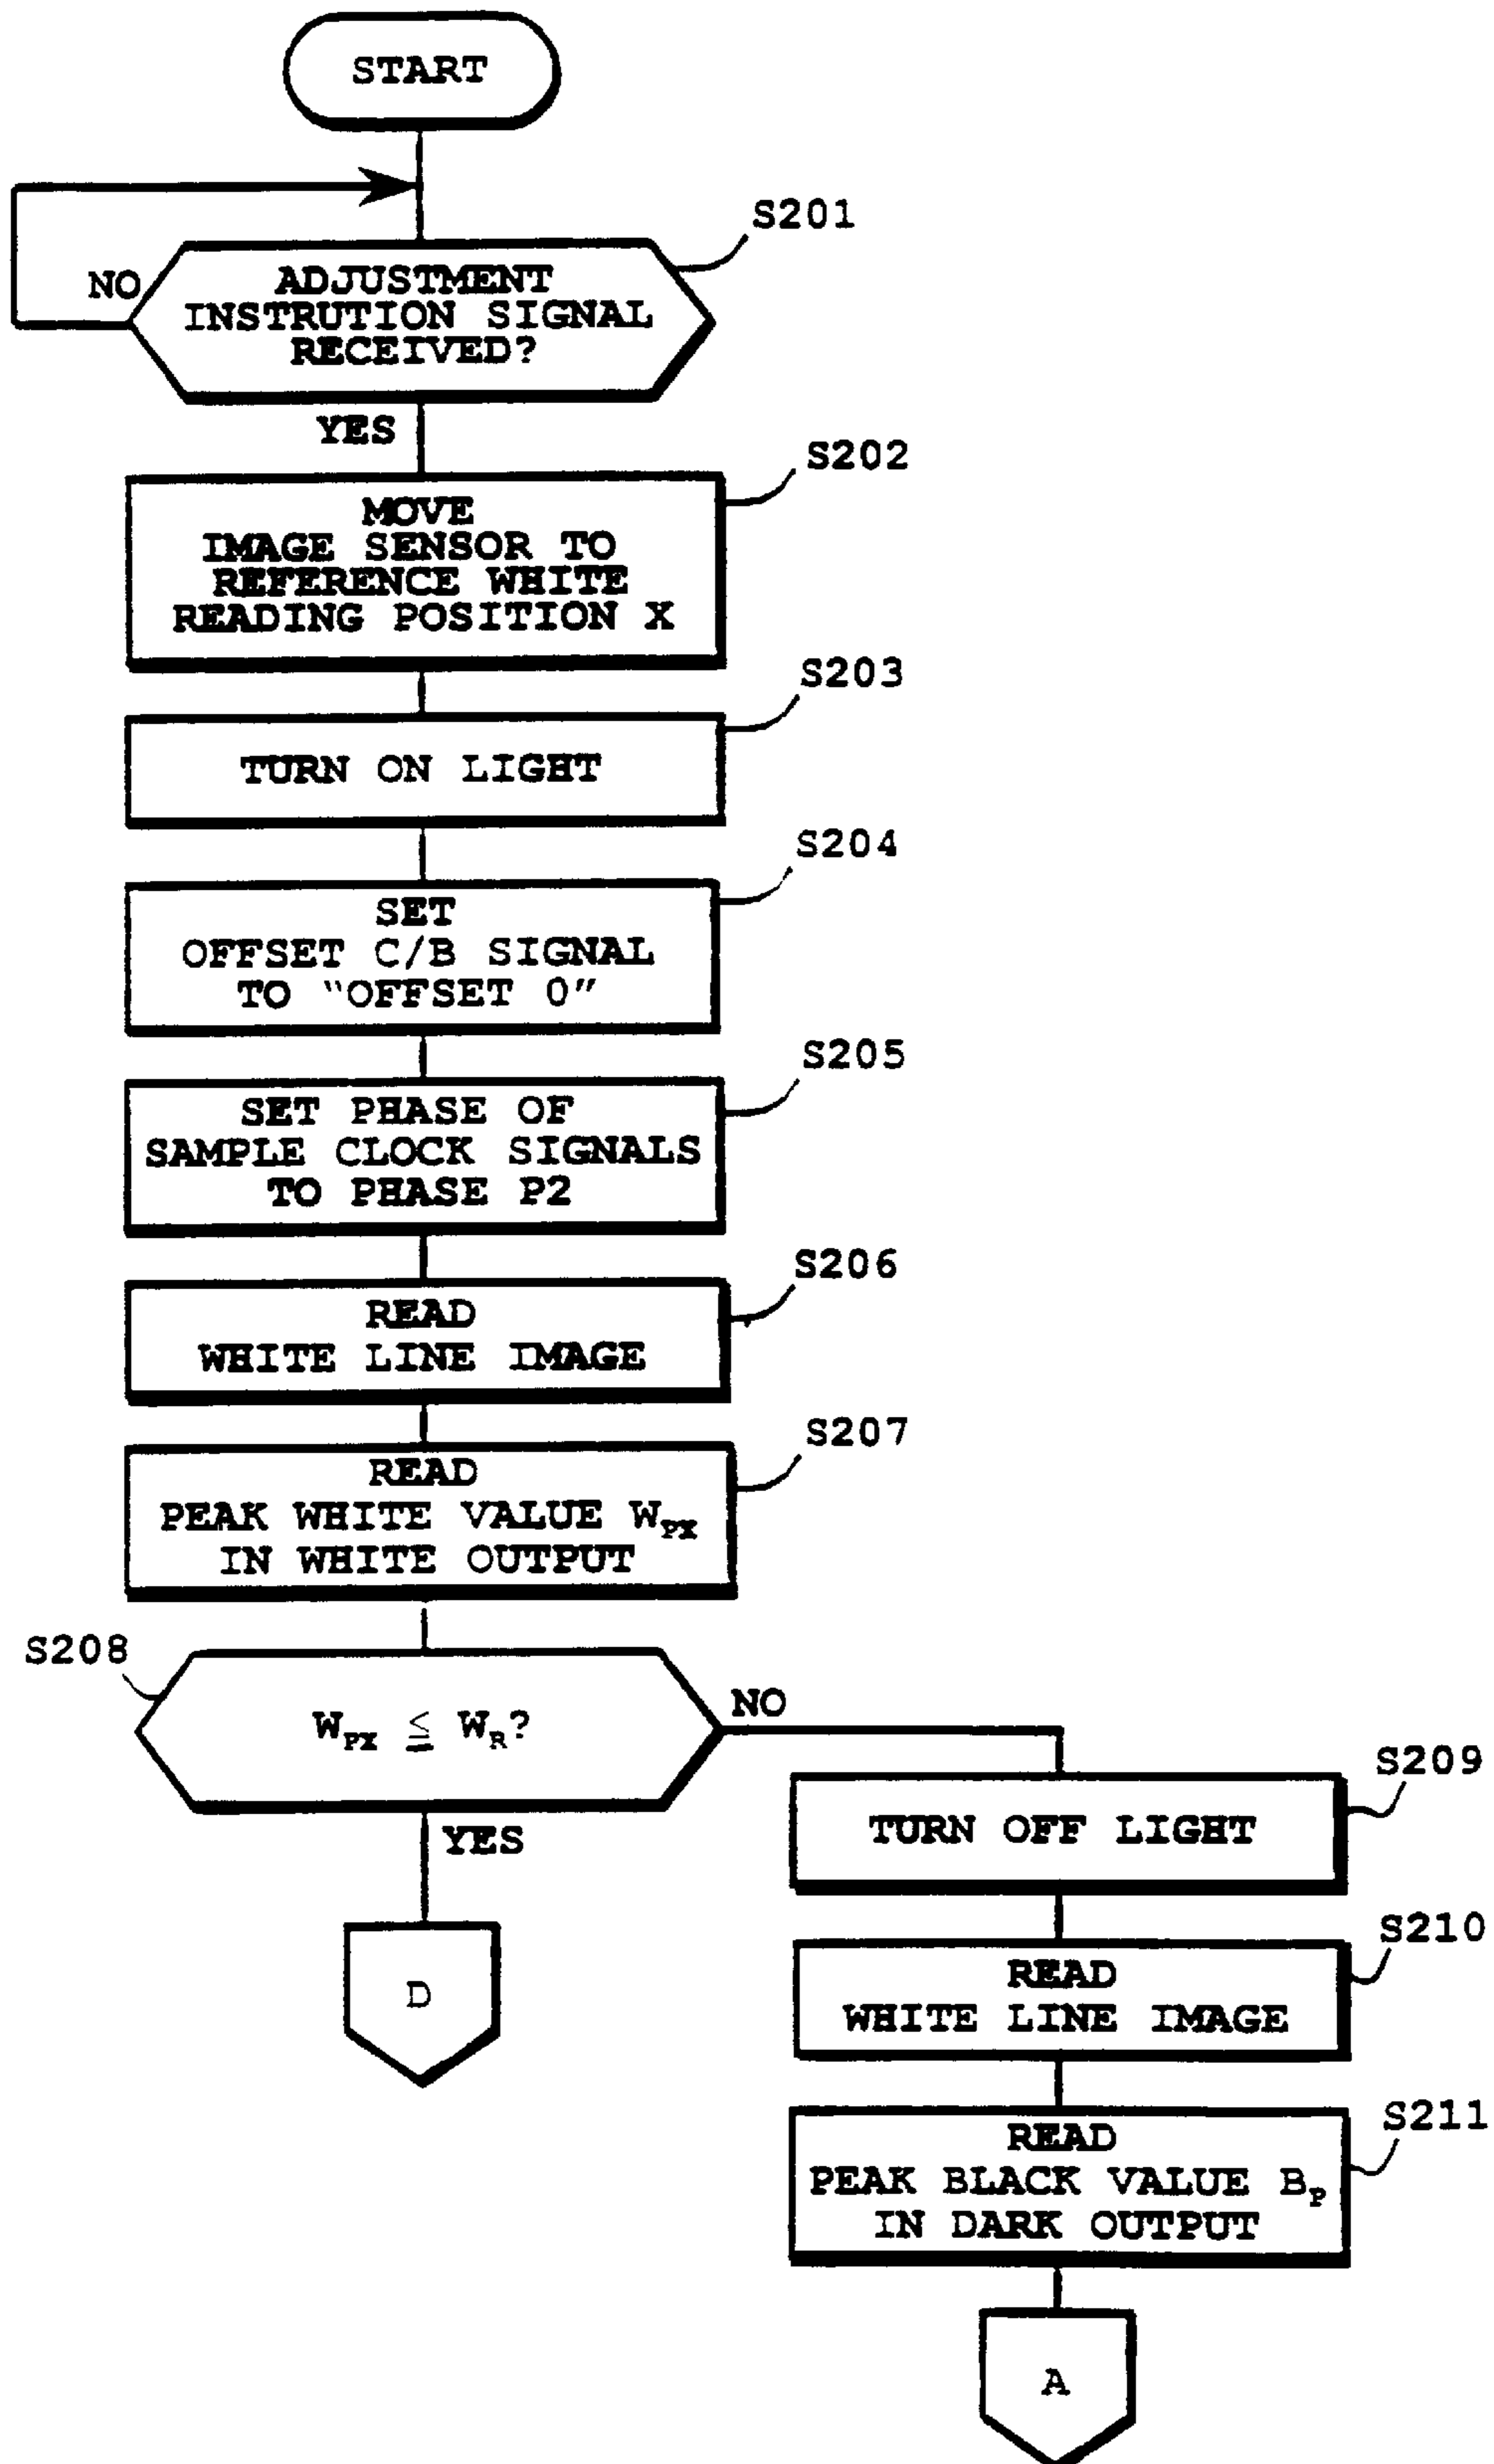 START
S201
NO
ADJUSTMENT
INSTRUTION SIGNAL
RECEIVED?
YES
S202
MOVE
IMAGE SENSOR TO
REFERENCE WHITE
READING POSITION X
S203
TURN ON LIGHT
S204
SET
OFFSET C/B SIGNAL
TO "OFFSET 0"
S205
SET PHASE OF
SAMPLE CLOCK SIGNALS
TO PHASE P2
S206
READ
WHITE LINE IMAGE
S207
READ
PEAK WHITE VALUE WPX
IN WHITE OUTPUT
S208
WPX ≦ WR?
NO
YES
D
S209
TURN OFF LIGHT
S210
READ
WHITE LINE IMAGE
S211
READ
PEAK BLACK VALUE BP
IN DARK OUTPUT
A